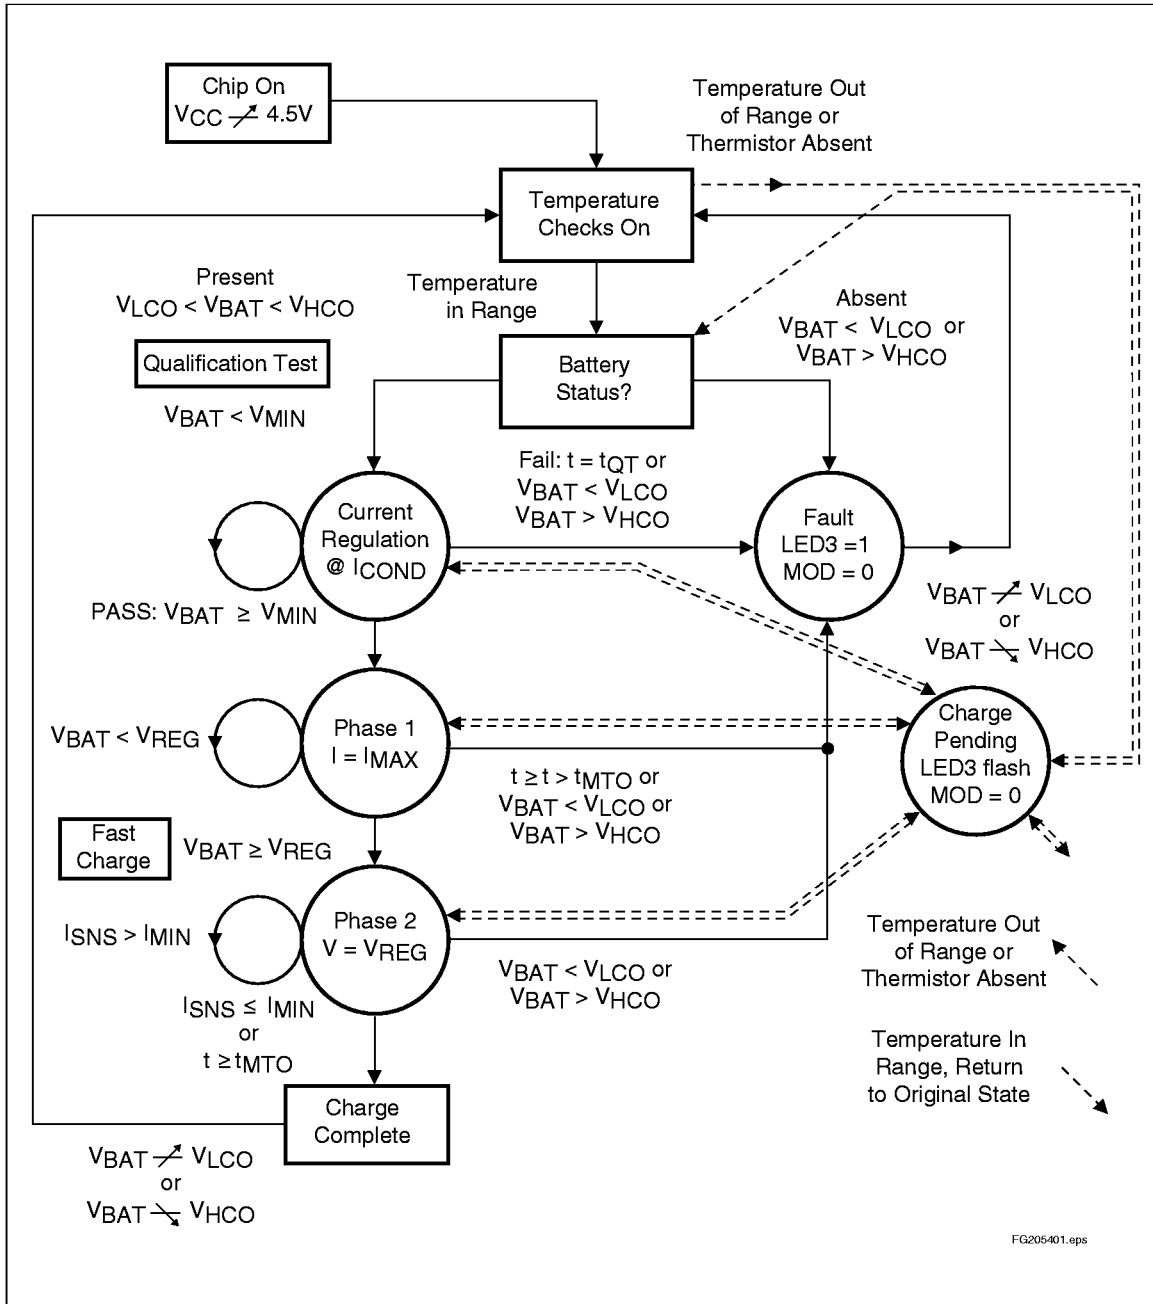 Chip On
VCC 4.5V
Temperature Out
of Range or
Thermistor Absent
Temperature
Checks On
Present
VLCO < VBAT < VHCO
Temperature
in Range
Absent
VBAT < VLCO or
VBAT > VHCO
Qualification Test
Battery
Status?
VBAT < VMIN
Fail: t = tQT or
VBAT < VLCO
VBAT > VHCO
Current
Regulation
@ ICOND
Fault
LED3 =1
MOD = 0
PASS: VBAT ≥ VMIN
VBAT VLCO
or
VBAT VHCO
VBAT < VREG
Phase 1
I = IMAX
Charge
Pending
LED3 flash
MOD = 0
t ≥ t > tMTO or
VBAT < VLCO or
VBAT > VHCO
Fast
Charge
VBAT ≥ VREG
ISNS > IMIN
Phase 2
V = VREG
VBAT < VLCO or
VBAT > VHCO
Temperature Out
of Range or
Thermistor Absent
ISNS ≤ IMIN
or
t ≥ tMTO
Temperature In
Range, Return
to Original State
Charge
Complete
VBAT VLCO
or
VBAT VHCO
FG205401.eps